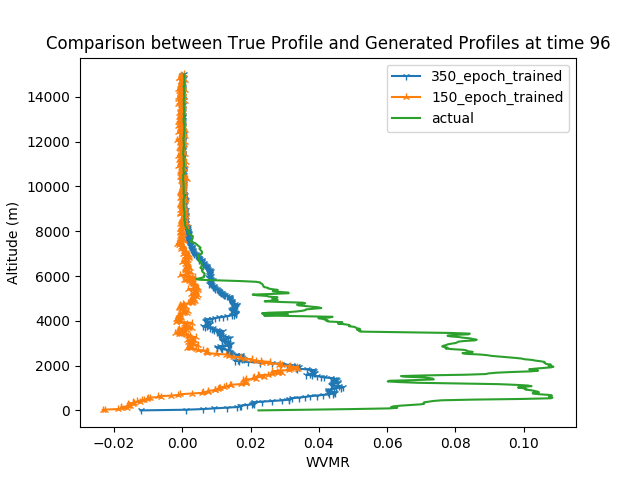 Comparison between True Profile and Generated Profiles at time 96
350_epoch_trained
150_epoch_trained
actual
Altitude (m)
14000
12000
10000
8000
6000
4000
2000
0
−0.02 0.00 0.02 0.04 0.06 0.08 0.10
WVMR